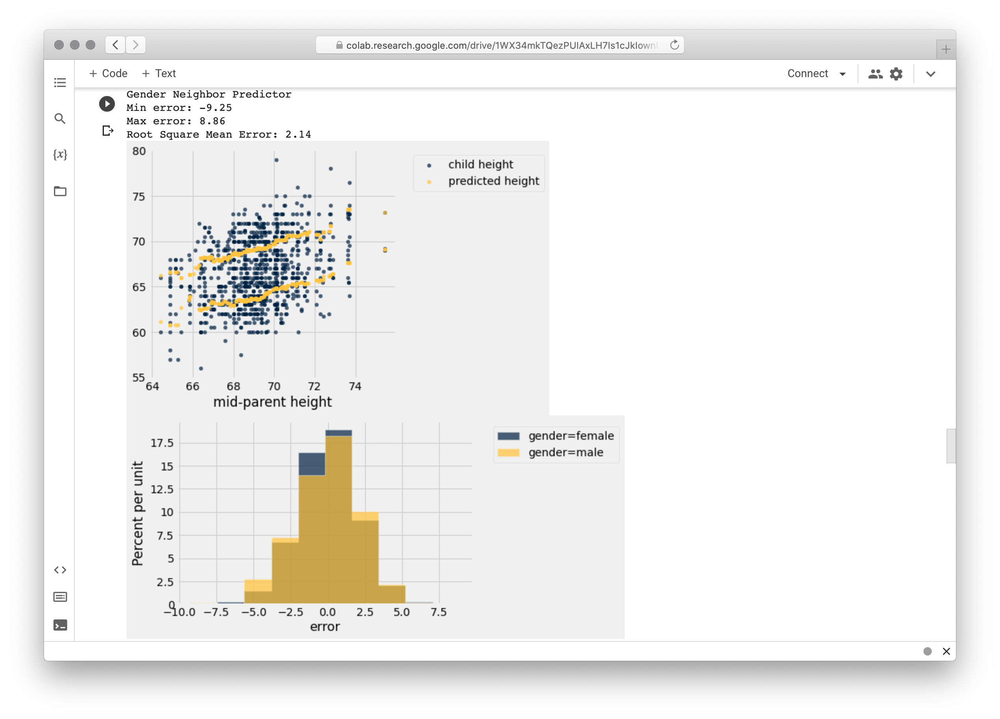 colab.research.google.com/drive/1WX34mkTQezPUIAxLH7Is1cJkIown
+ Code + Text
Connect
Gender Neighbor Predictor
Min error: -9.25
Max error: 8.86
Root Square Mean Error: 2.14
{x}
80
75
70
65
60
55
64 66 68 70 72 74
mid-parent height
child height
predicted height
17.5
15
12.5
10
7.5
5
2.5
0
Percent per unit
−10.0 −7.5 −5.0 −2.5 0.0 2.5 5.0 7.5
error
gender=female
gender=male